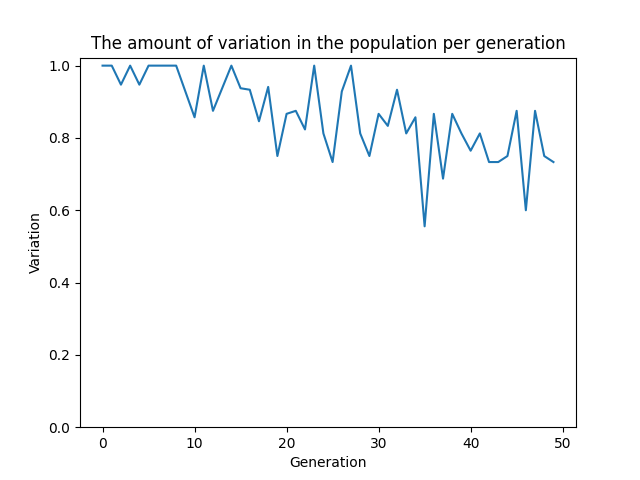 The amount of variation in the population per generation
1.0
0.8
0.6
0.4
0.2
0.0
Variation
0 10 20 30 40 50
Generation